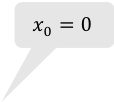 x₀ = 0